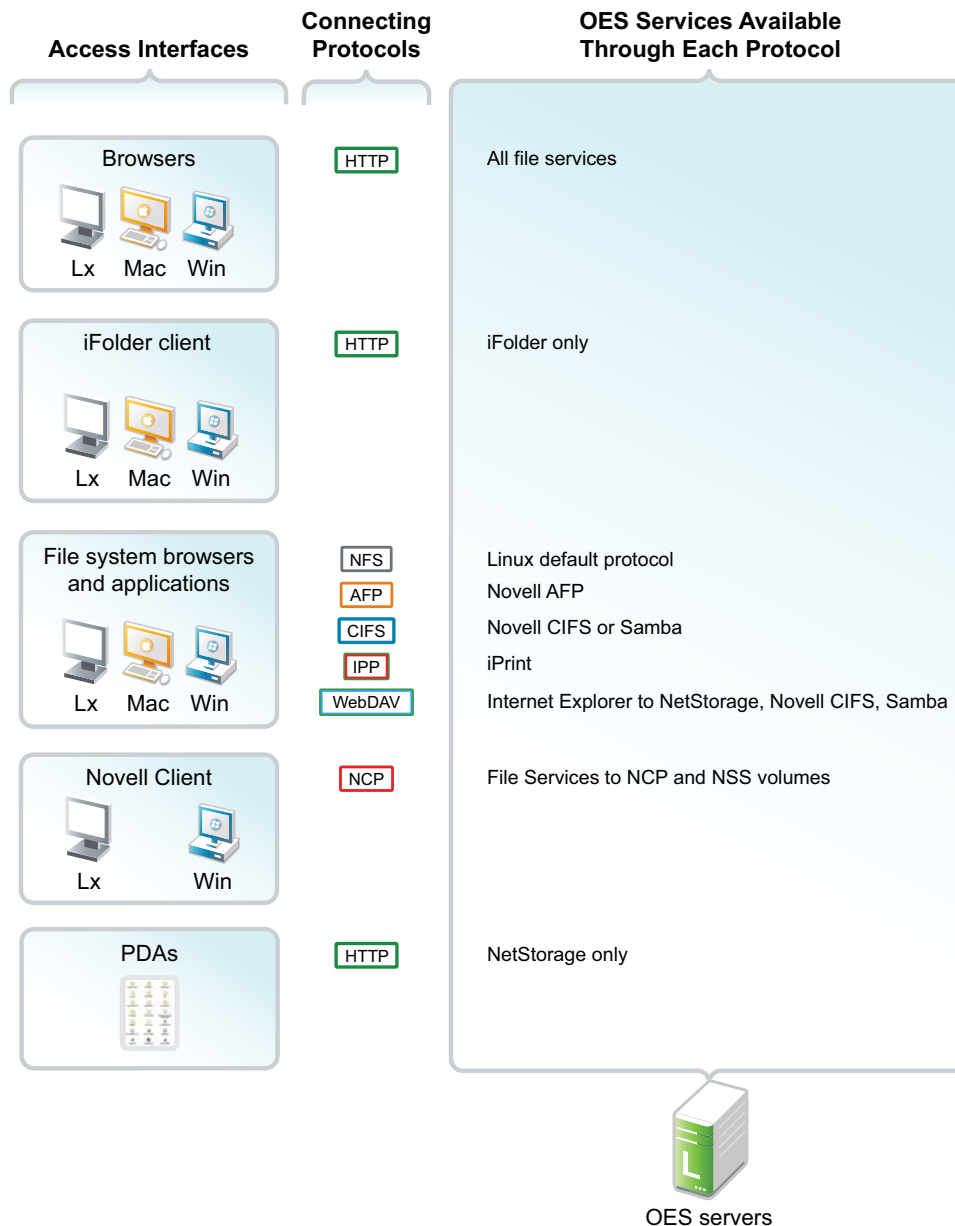 Access Interfaces
Connecting
Protocols
OES Services Available
Through Each Protocol
Browsers
Lx Mac Win
HTTP
All file services
iFolder client
Lx Mac Win
HTTP
iFolder only
File system browsers
and applications
Lx Mac Win
NFS
Linux default protocol
AFP
Novell AFP
CIFS
Novell CIFS or Samba
IPP
iPrint
WebDAV
Internet Explorer to NetStorage, Novell CIFS, Samba
Novell Client
Lx Win
NCP
File Services to NCP and NSS volumes
PDAs
HTTP
NetStorage only
L
OES servers